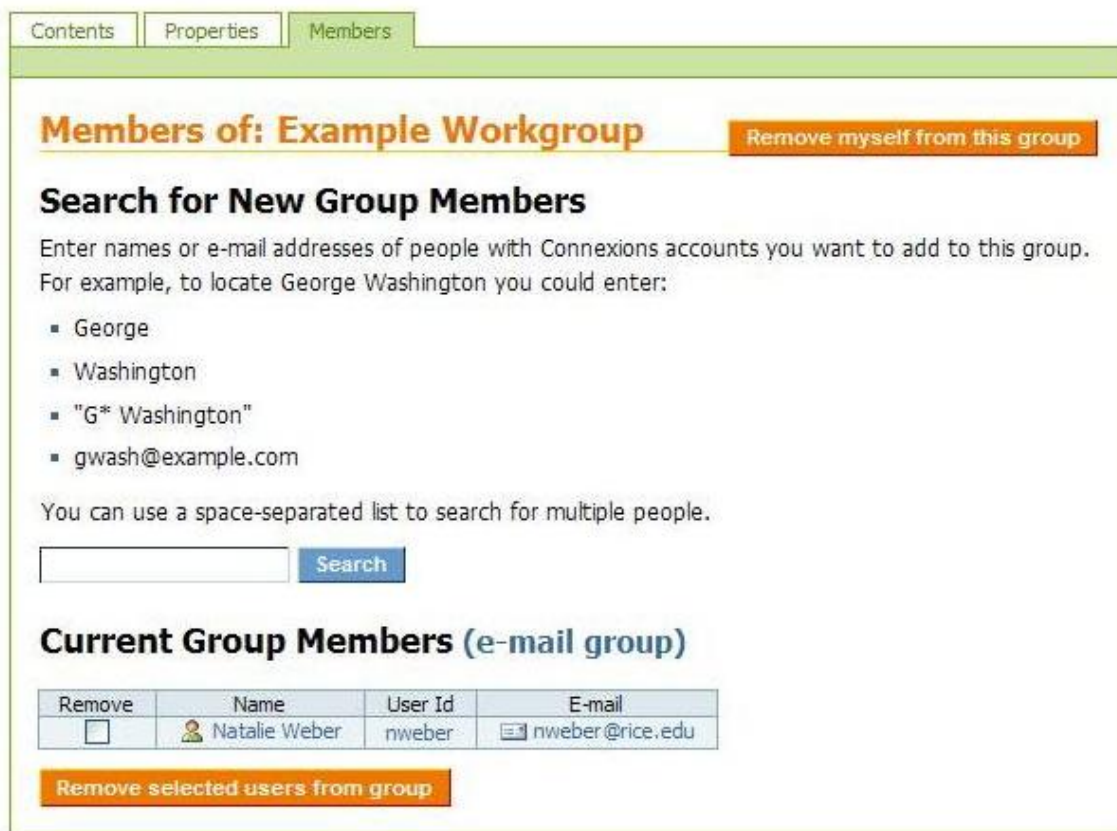 Contents Properties Members
Members of: Example Workgroup Remove myself from this group
Search for New Group Members
Enter names or e-mail addresses of people with Connexions accounts you want to add to this group.
For example, to locate George Washington you could enter:
George
Washington
"G* Washington"
gwash@example.com
You can use a space-separated list to search for multiple people.
Search
Current Group Members (e-mail group)
Remove Name User Id E-mail
Natalie Weber nweber nweber@rice.edu
Remove selected users from group